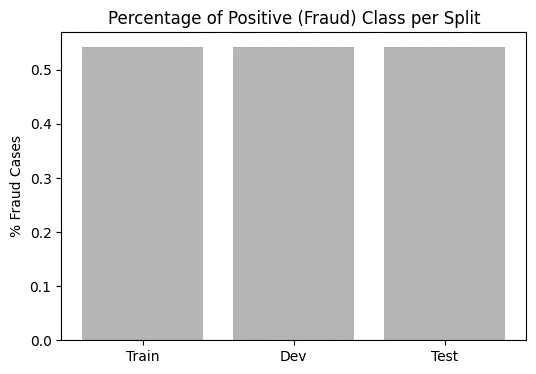 Percentage of Positive (Fraud) Class per Split
% Fraud Cases
0.5
0.4
0.3
0.2
0.1
0.0
Train
Dev
Test